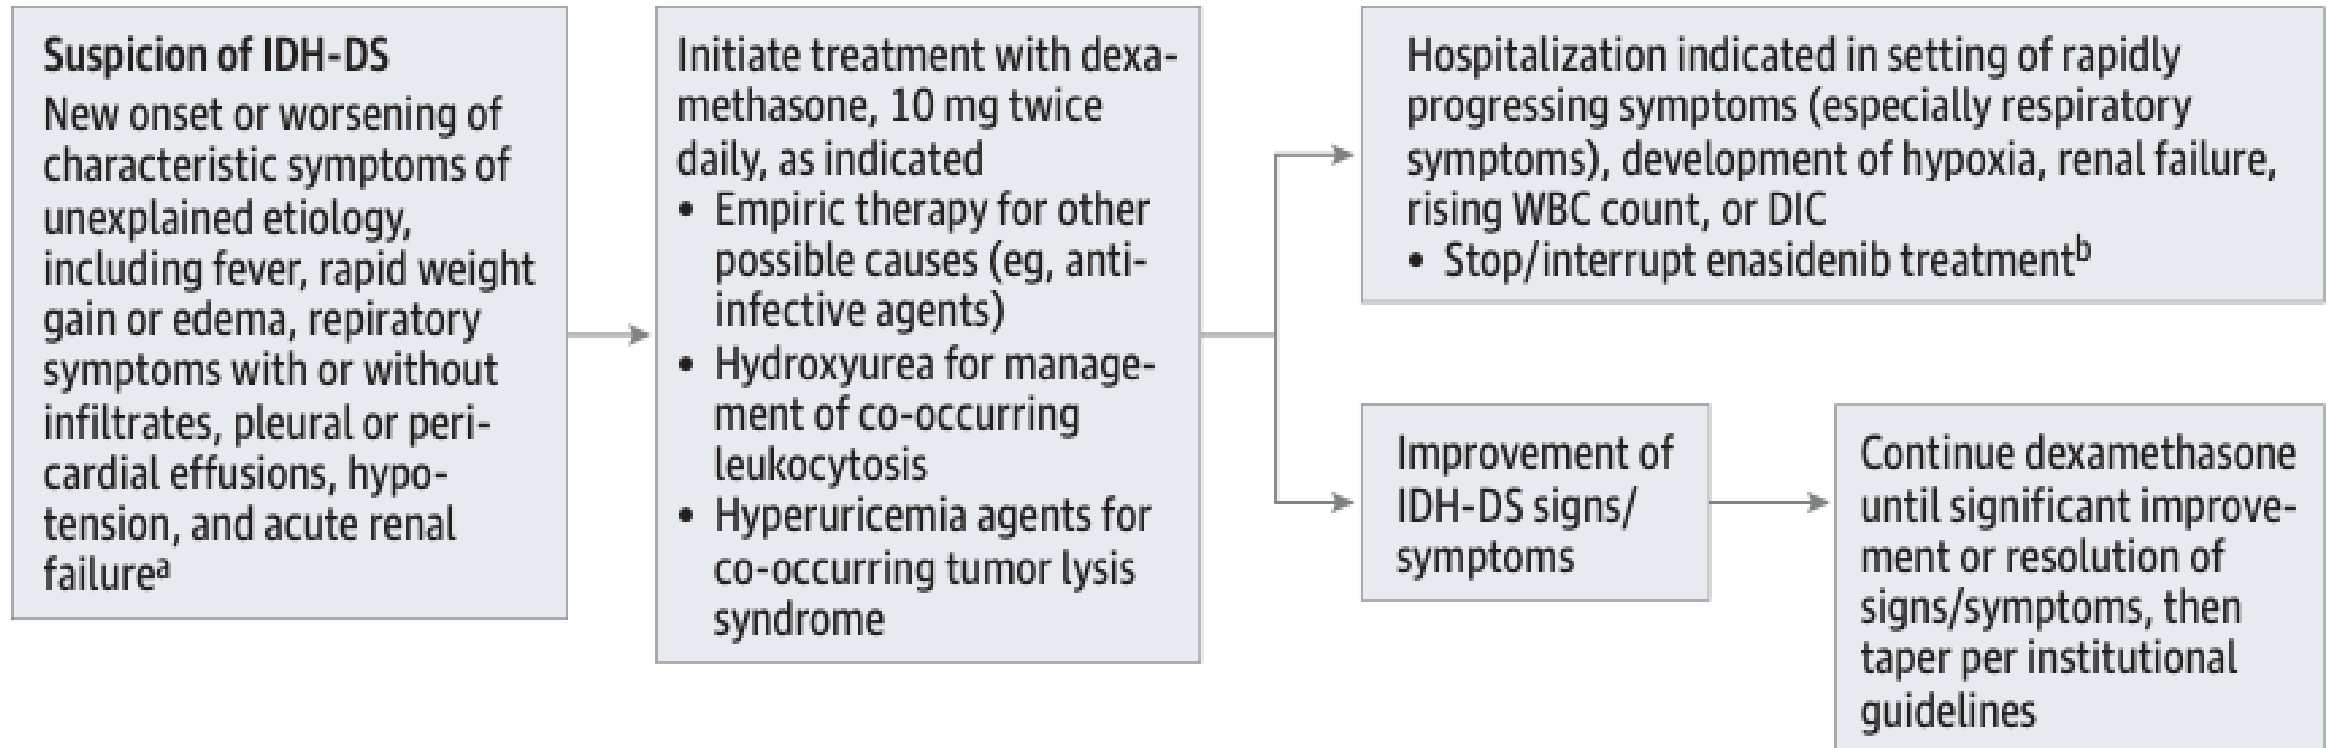 Suspicion of IDH-DS
New onset or worsening of
characteristic symptoms of
unexplained etiology,
including fever, rapid weight
gain or edema, repiratory
symptoms with or without
infiltrates, pleural or peri-
cardial effusions, hypo-
tension, and acute renal
failureᵃ
Initiate treatment with dexa-
methasone, 10 mg twice
daily, as indicated
• Empiric therapy for other
possible causes (eg, anti-
infective agents)
• Hydroxyurea for manage-
ment of co-occurring
leukocytosis
• Hyperuricemia agents for
co-occurring tumor lysis
syndrome
Hospitalization indicated in setting of rapidly
progressing symptoms (especially respiratory
symptoms), development of hypoxia, renal failure,
rising WBC count, or DIC
• Stop/interrupt enasidenib treatmentᵇ
Improvement of
IDH-DS signs/
symptoms
Continue dexamethasone
until significant improve-
ment or resolution of
signs/symptoms, then
taper per institutional
guidelines